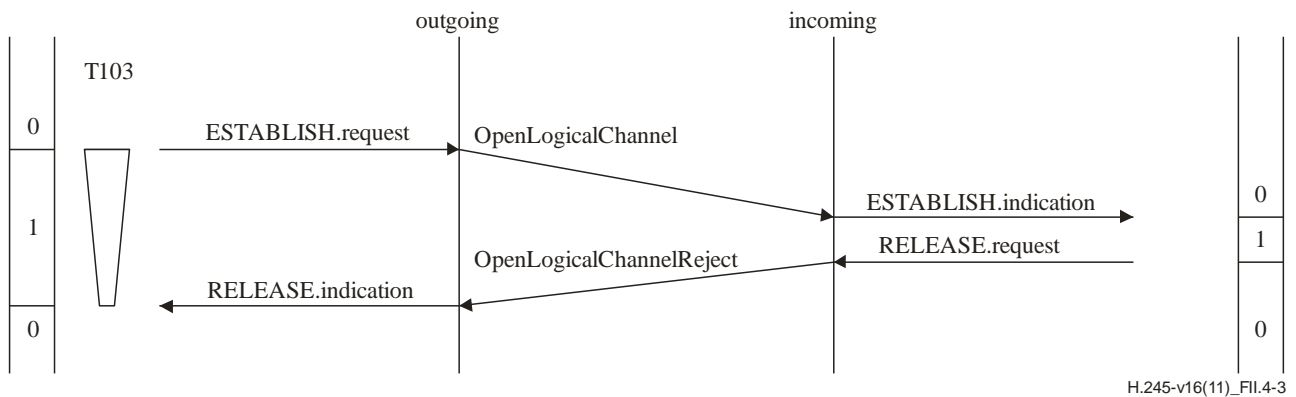 outgoing incoming
T103
0 ESTABLISH.request OpenLogicalChannel
ESTABLISH.indication 0
1 RELEASE.request 1
OpenLogicalChannelReject
RELEASE.indication
0 0
H.245-v16(11)_FII.4-3